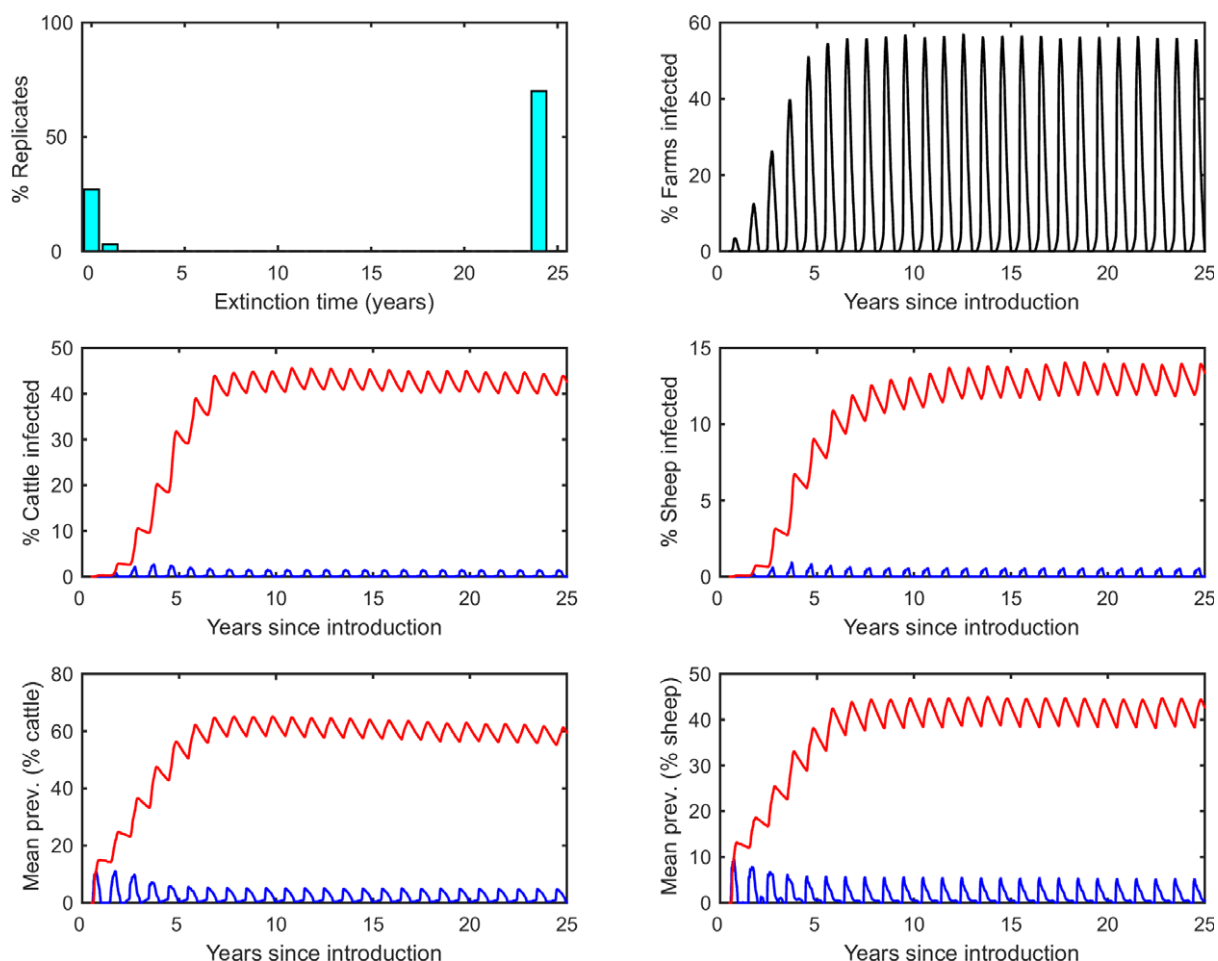 100
50
0
% Replicates
0 5 10 15 20 25
Extinction time (years)
60
40
20
0
% Farms infected
0 5 10 15 20 25
Years since introduction
50
40
30
20
10
0
% Cattle infected
0 5 10 15 20 25
Years since introduction
15
10
5
0
% Sheep infected
0 5 10 15 20 25
Years since introduction
80
60
40
20
0
Mean prev. (% cattle)
0 5 10 15 20 25
Years since introduction
50
40
30
20
10
0
Mean prev. (% sheep)
0 5 10 15 20 25
Years since introduction